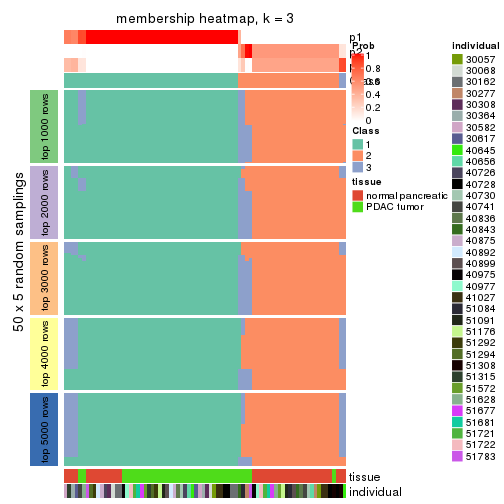 membership heatmap, k = 3
p1
p2
Prob
1
0.8
0.6
0.4
0.2
0
Class
1
2
3
tissue
normal pancreatic
PDAC tumor
individual
30057
30068
30162
30277
30308
30364
30582
30617
40645
40656
40726
40728
40730
40741
40836
40843
40875
40892
40899
40975
40977
41027
51084
51091
51176
51292
51294
51308
51315
51572
51628
51677
51681
51721
51722
51783
50 x 5 random samplings
top 1000 rows
top 2000 rows
top 3000 rows
top 4000 rows
top 5000 rows
tissue
individual